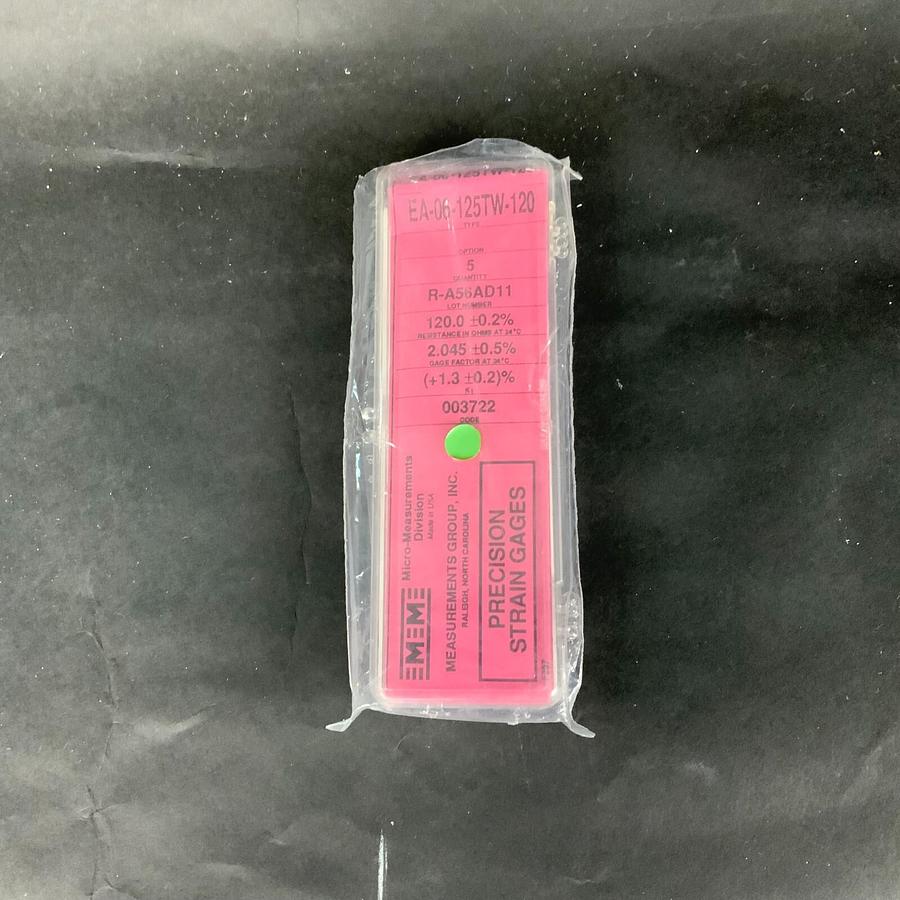 EA-06-125TW-120
TYPE
OPTION
5
QUANTITY
R-A56AD11
LOT NUMBER
120.0 ±0.2%
RESISTANCE IN OHMS AT 24°C
2.045 ±0.5%
GAGE FACTOR AT 24°C
(+1.3 ±0.2)%
Kt
003722
CODE
Micro-Measurements
Division
Made in USA
MM
MEASUREMENTS GROUP, INC.
RALEIGH, NORTH CAROLINA
PRECISION
STRAIN GAGES